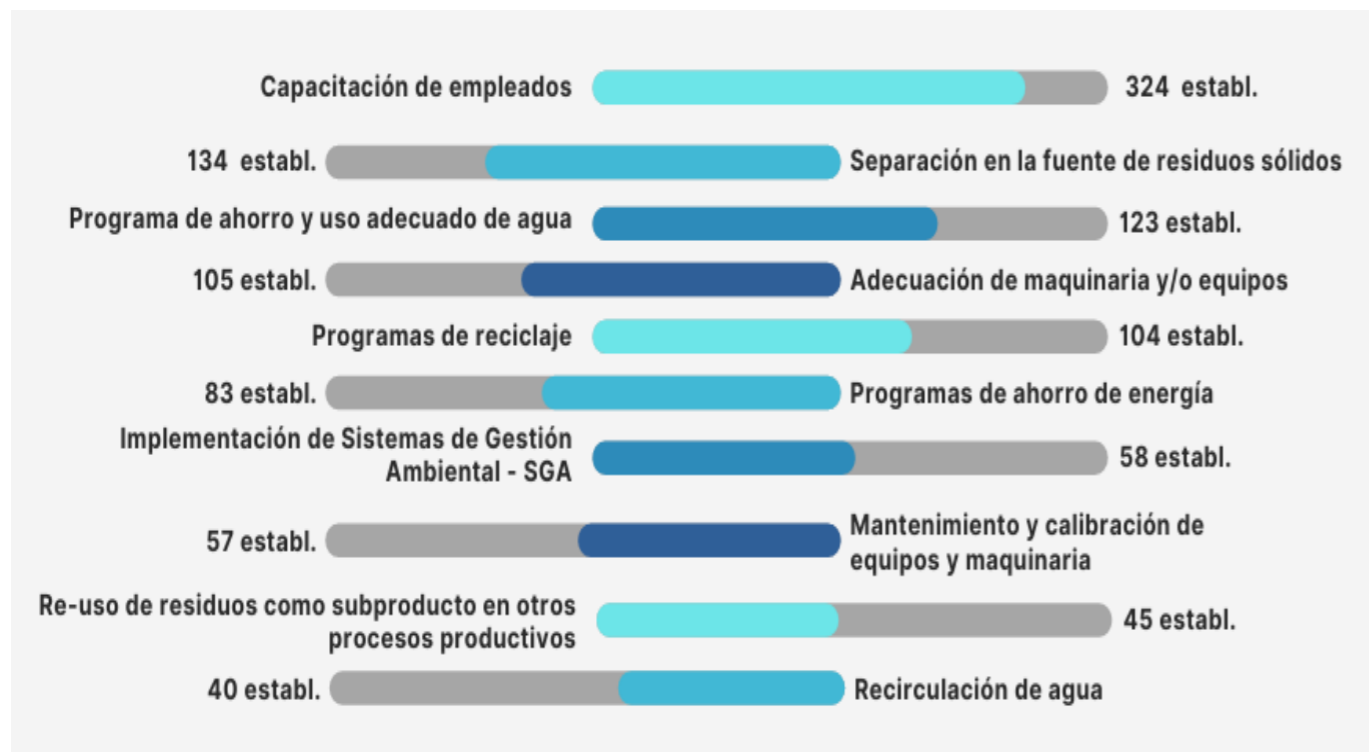 Capacitación de empleados
324 establ.
134 establ.
Separación en la fuente de residuos sólidos
Programa de ahorro y uso adecuado de agua
123 establ.
105 establ.
Adecuación de maquinaria y/o equipos
Programas de reciclaje
104 establ.
83 establ.
Programas de ahorro de energía
Implementación de Sistemas de Gestión
Ambiental - SGA
58 establ.
57 establ.
Mantenimiento y calibración de
equipos y maquinaria
Re-uso de residuos como subproducto en otros
procesos productivos
45 establ.
40 establ.
Recirculación de agua